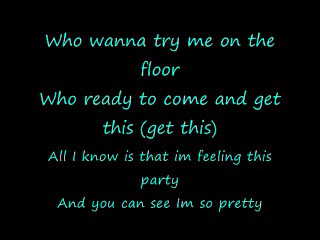 Who wanna try me on the
floor
Who ready to come and get
this (get this)
All I know is that im feeling this
party
And you can see Im so pretty